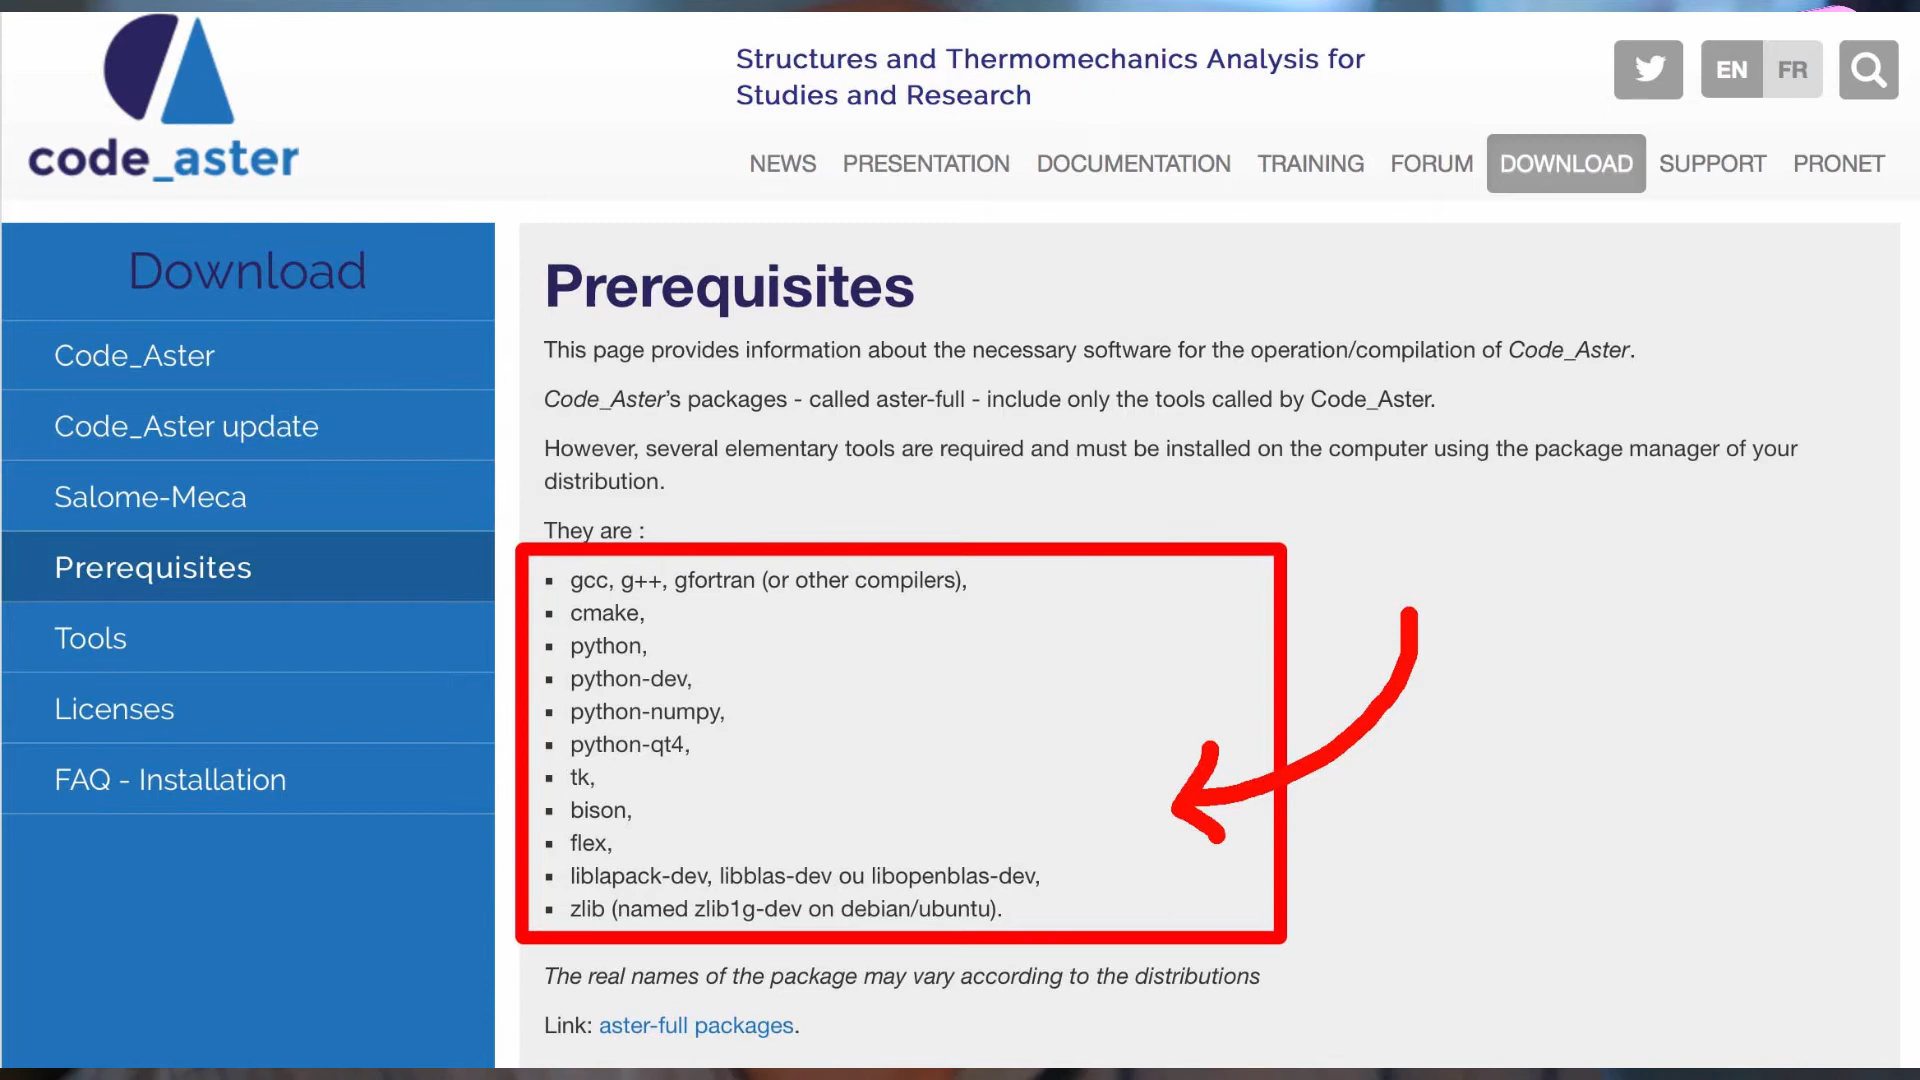 code_aster
Structures and Thermomechanics Analysis for
Studies and Research
EN FR
NEWS PRESENTATION DOCUMENTATION TRAINING FORUM DOWNLOAD SUPPORT PRONET
Download
Code_Aster
Code_Aster update
Salome-Meca
Prerequisites
Tools
Licenses
FAQ - Installation
Prerequisites
This page provides information about the necessary software for the operation/compilation of Code_Aster.
Code_Aster's packages - called aster-full - include only the tools called by Code_Aster.
However, several elementary tools are required and must be installed on the computer using the package manager of your
distribution.
They are :
▪ gcc, g++, gfortran (or other compilers),
▪ cmake,
▪ python,
▪ python-dev,
▪ python-numpy,
▪ python-qt4,
▪ tk,
▪ bison,
▪ flex,
▪ liblapack-dev, libblas-dev ou libopenblas-dev,
▪ zlib (named zlib1g-dev on debian/ubuntu).
The real names of the package may vary according to the distributions
Link: aster-full packages.